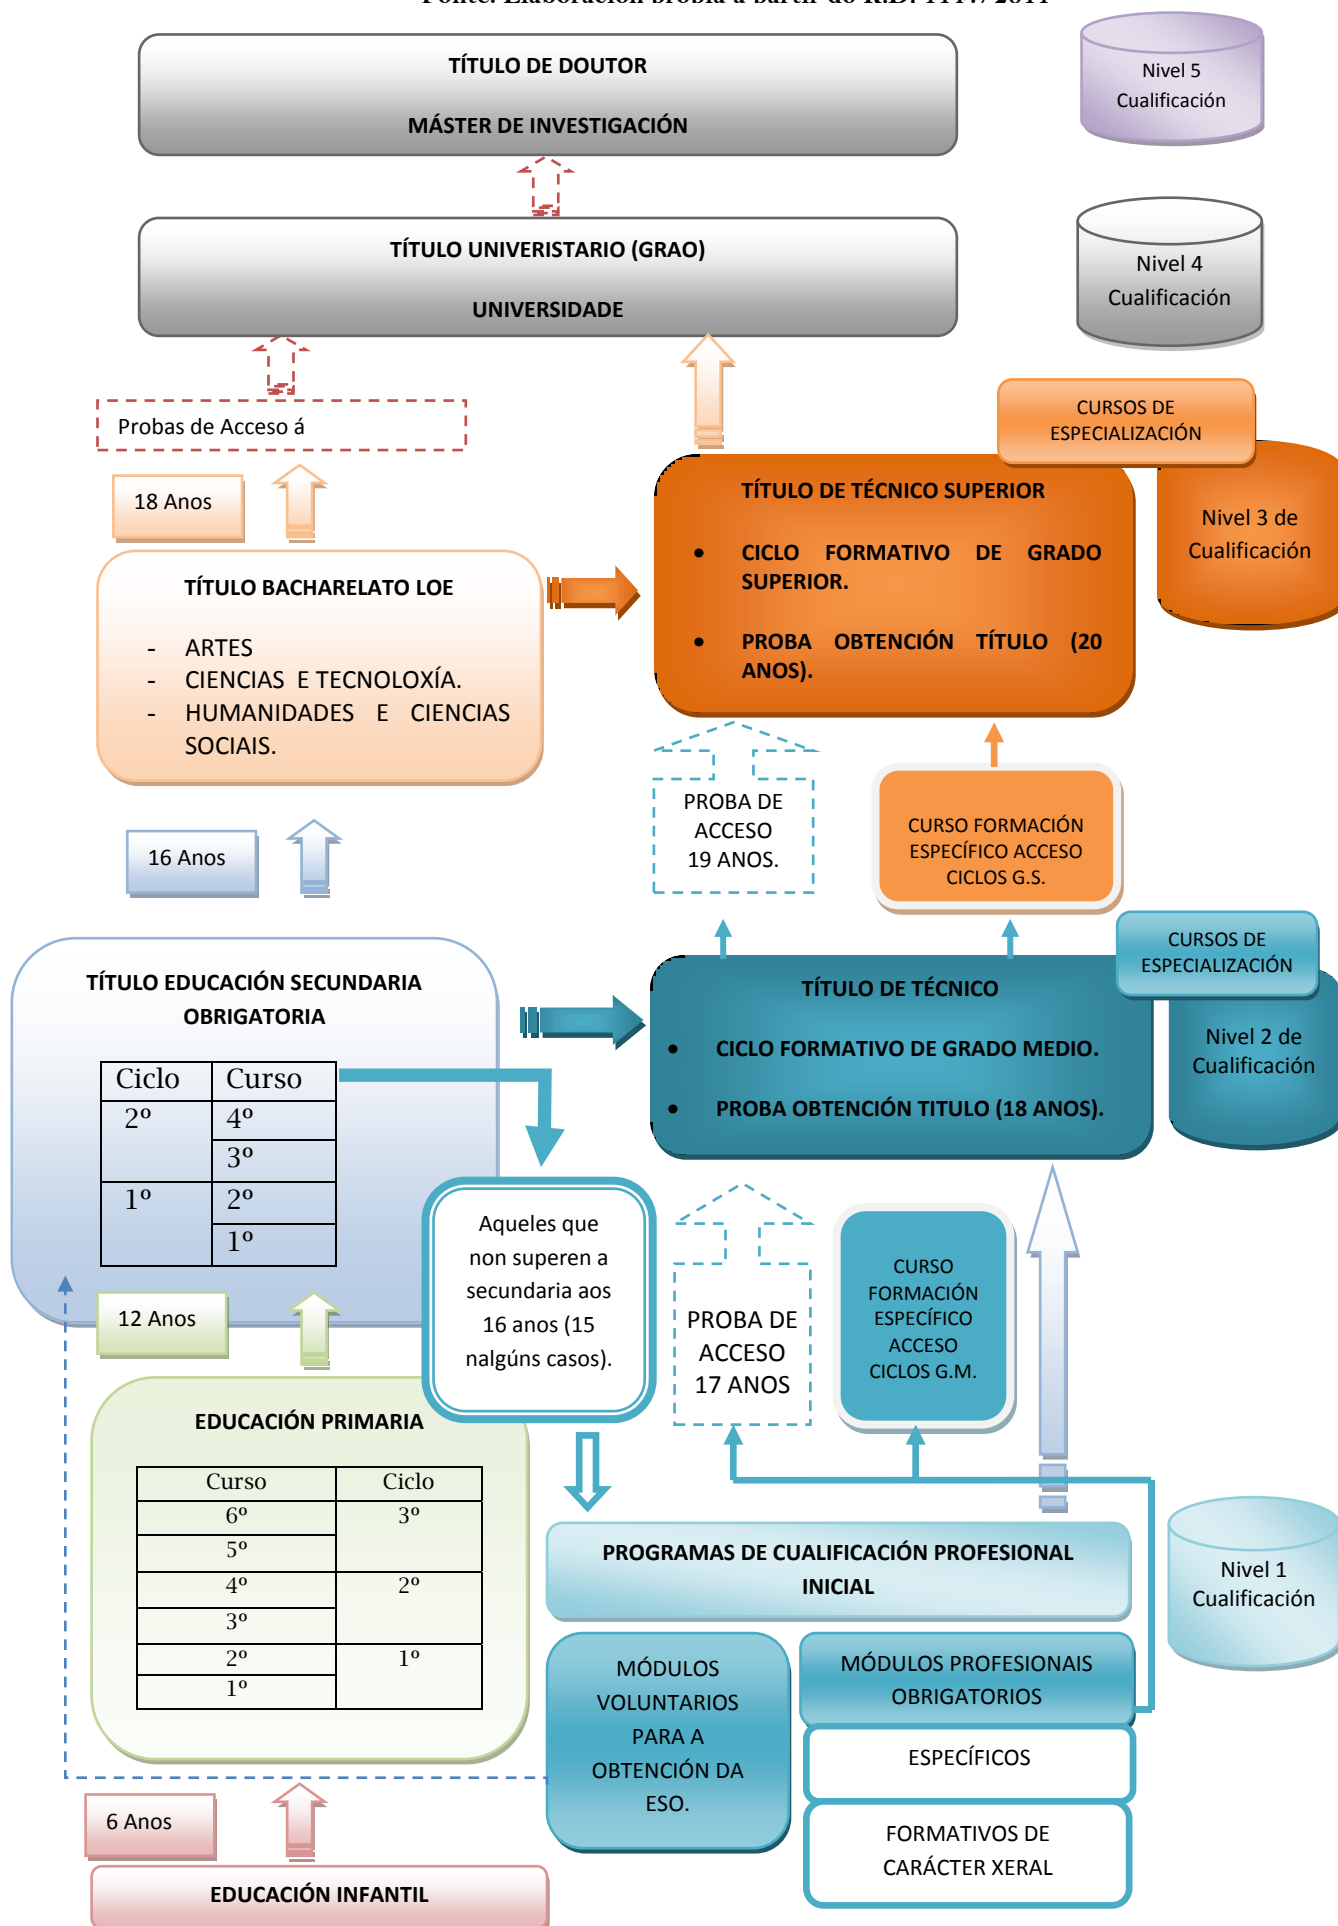 TÍTULO DE DOUTOR
MÁSTER DE INVESTIGACIÓN
Nivel 5
Cualificación
TÍTULO UNIVERISTARIO (GRAO)
UNIVERSIDADE
Nivel 4
Cualificación
Probas de Acceso á
18 Anos
CURSOS DE
ESPECIALIZACIÓN
TÍTULO DE TÉCNICO SUPERIOR
• CICLO FORMATIVO DE GRADO
SUPERIOR.
• PROBA OBTENCIÓN TÍTULO (20
ANOS).
Nivel 3 de
Cualificación
TÍTULO BACHARELATO LOE
- ARTES
- CIENCIAS E TECNOLOXÍA.
- HUMANIDADES E CIENCIAS
SOCIAIS.
PROBA DE
ACCESO
19 ANOS.
CURSO FORMACIÓN
ESPECÍFICO ACCESO
CICLOS G.S.
16 Anos
CURSOS DE
ESPECIALIZACIÓN
TÍTULO EDUCACIÓN SECUNDARIA
OBRIGATORIA
Ciclo Curso
2º 4º
3º
1º 2º
1º
TÍTULO DE TÉCNICO
• CICLO FORMATIVO DE GRADO MEDIO.
• PROBA OBTENCIÓN TITULO (18 ANOS).
Nivel 2 de
Cualificación
Aqueles que
non superen a
secundaria aos
16 anos (15
nalgúns casos).
PROBA DE
ACCESO
17 ANOS
CURSO
FORMACIÓN
ESPECÍFICO
ACCESO
CICLOS G.M.
12 Anos
EDUCACIÓN PRIMARIA
Curso Ciclo
6º 3º
5º
4º 2º
3º
2º 1º
1º
PROGRAMAS DE CUALIFICACIÓN PROFESIONAL
INICIAL
Nivel 1
Cualificación
MÓDULOS
VOLUNTARIOS
PARA A
OBTENCIÓN DA
ESO.
MÓDULOS PROFESIONAIS
OBRIGATORIOS
ESPECÍFICOS
FORMATIVOS DE
CARÁCTER XERAL
6 Anos
EDUCACIÓN INFANTIL